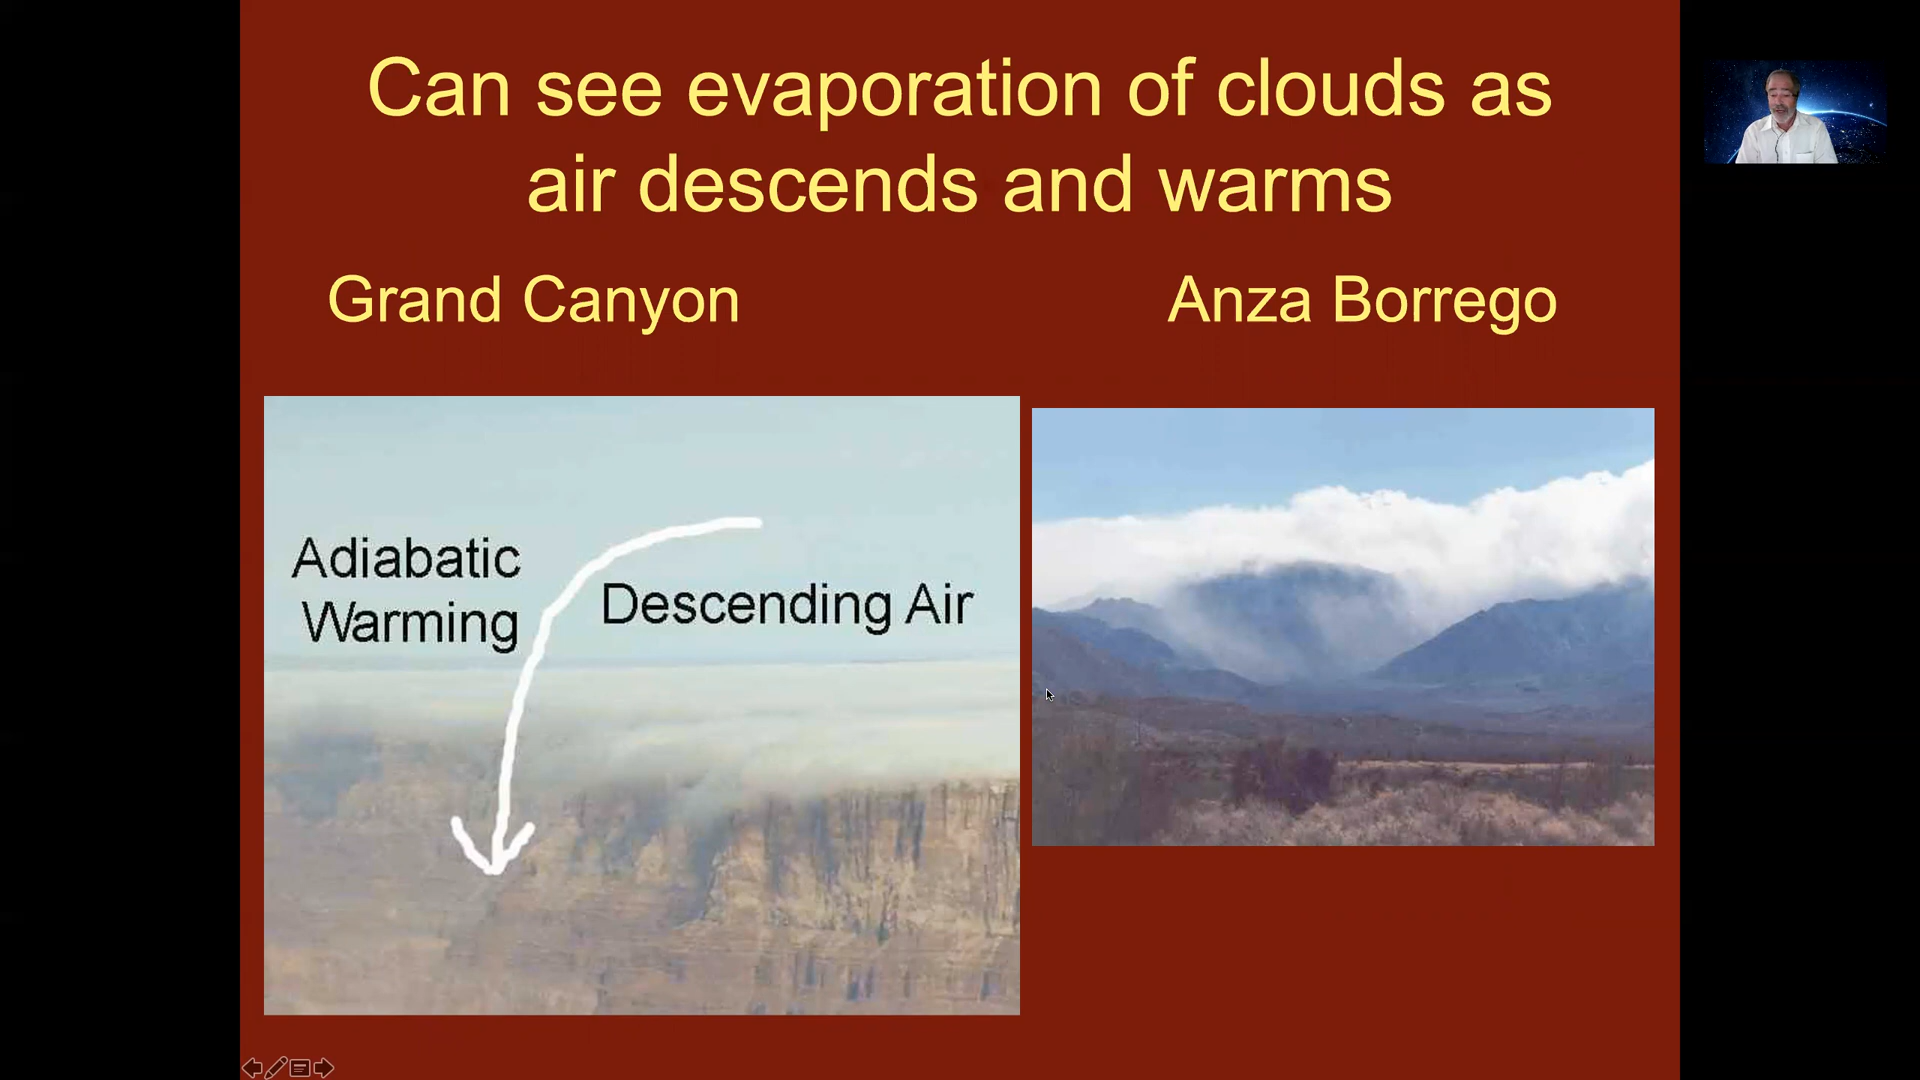 Can see evaporation of clouds as
air descends and warms
Grand Canyon
Anza Borrego
Adiabatic
Warming
Descending Air